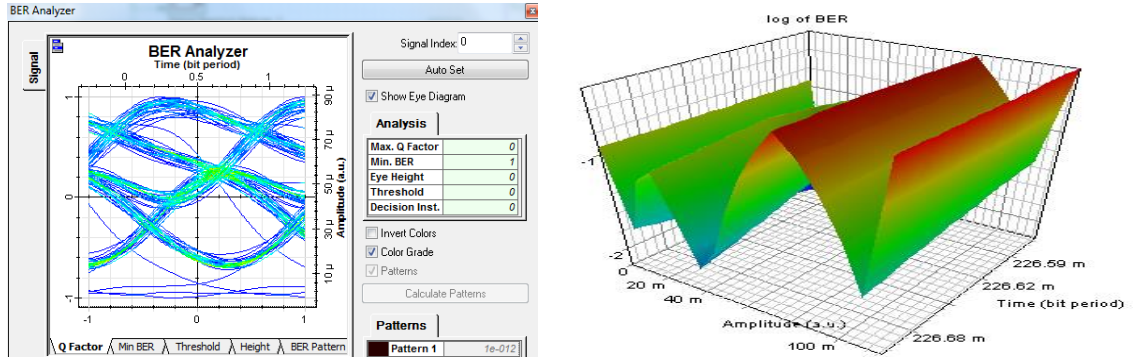 BER Analyzer
Signal
BER Analyzer
Time (bit period)
0 0.5 1
1
0
-1
-1 0 1
90 µ
70 µ
50 µ
30 µ
10 µ
Amplitude (a.u.)
Q Factor Min BER Threshold Height BER Pattern
Signal Index: 0
Auto Set
Show Eye Diagram
Analysis
Max. Q Factor 0
Min. BER 1
Eye Height 0
Threshold 0
Decision Inst. 0
Invert Colors
Color Grade
Patterns
Calculate Patterns
Patterns
Pattern 1 1e-012
log of BER
-1
-2
0
20 m
40 m
Amplitude (a.u.)
100 m
226.59 m
226.62 m
Time (bit period)
226.68 m